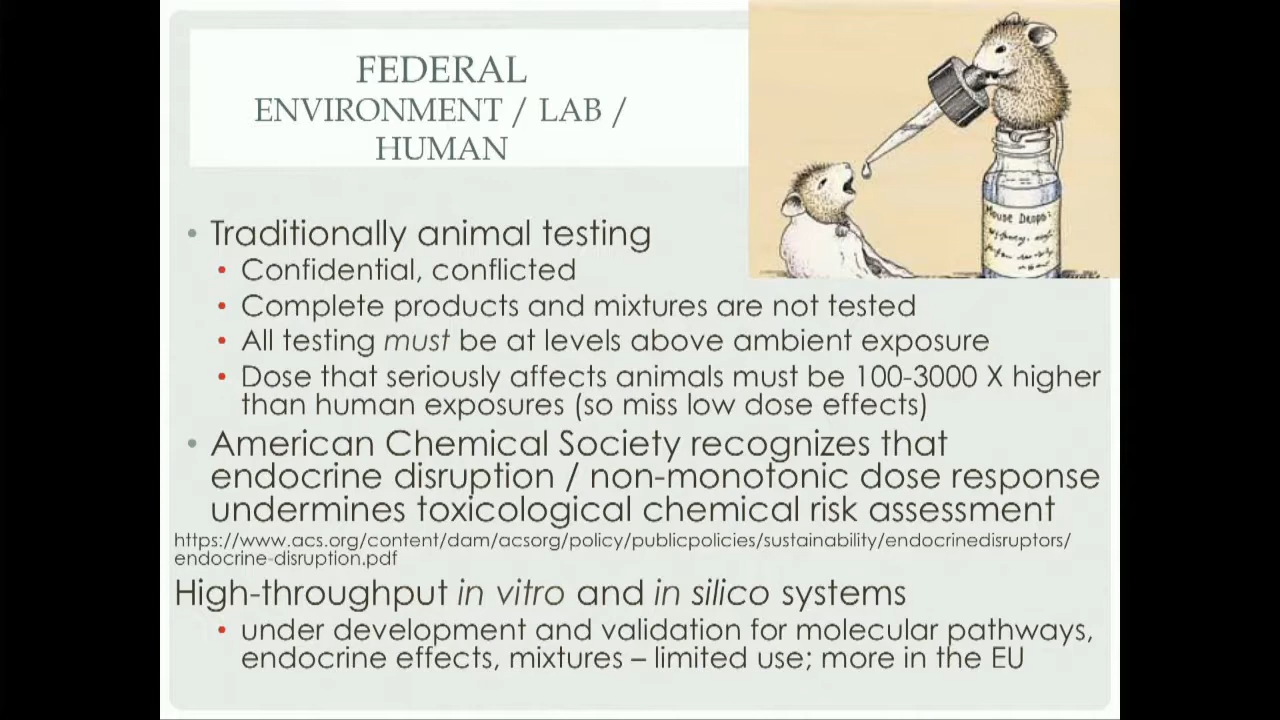 FEDERAL
ENVIRONMENT / LAB /
HUMAN
Mouse Drops:
• Traditionally animal testing
• Confidential, conflicted
• Complete products and mixtures are not tested
• All testing must be at levels above ambient exposure
• Dose that seriously affects animals must be 100-3000 X higher
than human exposures (so miss low dose effects)
• American Chemical Society recognizes that
endocrine disruption / non-monotonic dose response
undermines toxicological chemical risk assessment
https://www.acs.org/content/dam/acsorg/policy/publicpolicies/sustainability/endocrinedisruptors/
endocrine-disruption.pdf
High-throughput in vitro and in silico systems
• under development and validation for molecular pathways,
endocrine effects, mixtures – limited use; more in the EU